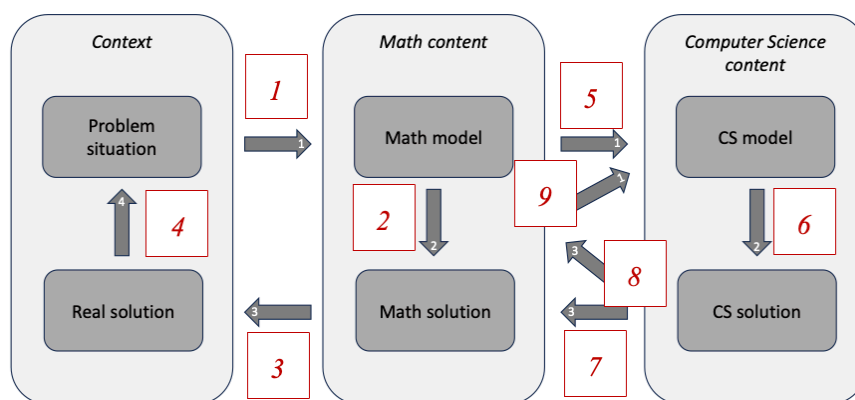 Context
Math content
Computer Science
content
1
5
Problem
situation
1
Math model
1
CS model
1
9
4
4
2
2
2
6
3
8
Real solution
3
Math solution
3
CS solution
3
7